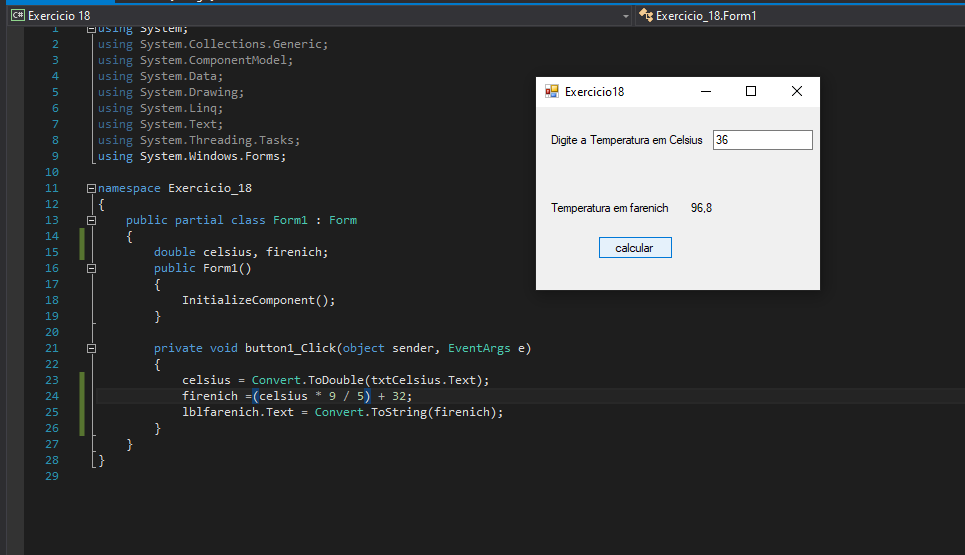 C# Exercicio 18
Exercicio_18.Form1
1 using System;
2 using System.Collections.Generic;
3 using System.ComponentModel;
4 using System.Data;
5 using System.Drawing;
6 using System.Linq;
7 using System.Text;
8 using System.Threading.Tasks;
9 using System.Windows.Forms;
10
11 namespace Exercicio_18
12 {
13 public partial class Form1 : Form
14 {
15 double celsius, firenich;
16 public Form1()
17 {
18 InitializeComponent();
19 }
20
21 private void button1_Click(object sender, EventArgs e)
22 {
23 celsius = Convert.ToDouble(txtCelsius.Text);
24 firenich =(celsius * 9 / 5) + 32;
25 lblfarenich.Text = Convert.ToString(firenich);
26 }
27 }
28 }
29
Exercicio18
Digite a Temperatura em Celsius 36
Temperatura em farenich 96,8
calcular